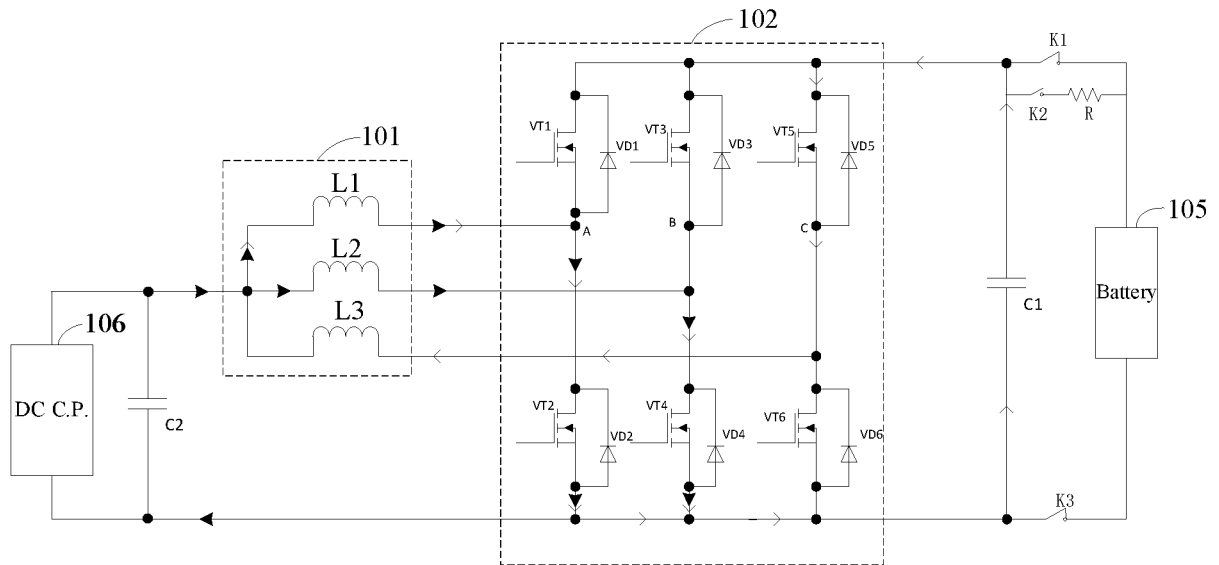 102
K1
K2
R
VT1
VD1
VT3
VD3
VT5
VD5
101
L1
A
B
C
105
L2
L3
Battery
C1
106
DC C.P.
C2
VT2
VD2
VT4
VD4
VT6
VD6
K3